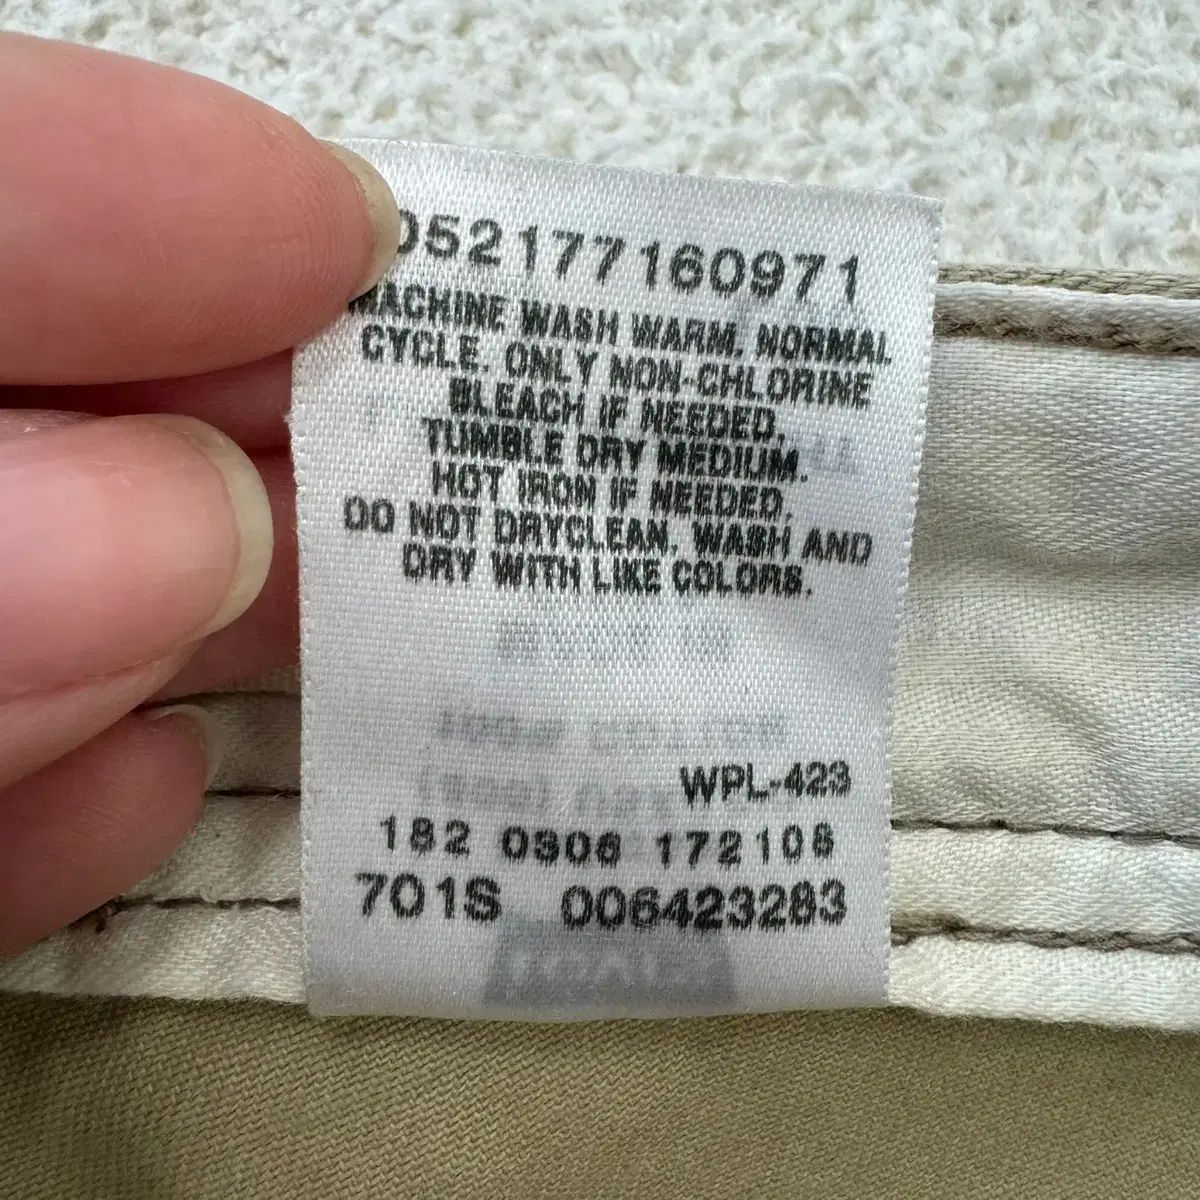 052177160971
MACHINE WASH WARM, NORMAL
CYCLE. ONLY NON-CHLORINE
BLEACH IF NEEDED.
TUMBLE DRY MEDIUM.
HOT IRON IF NEEDED.
DO NOT DRYCLEAN. WASH AND
DRY WITH LIKE COLORS.
WPL-423
182 0306 172108
701S 006423283